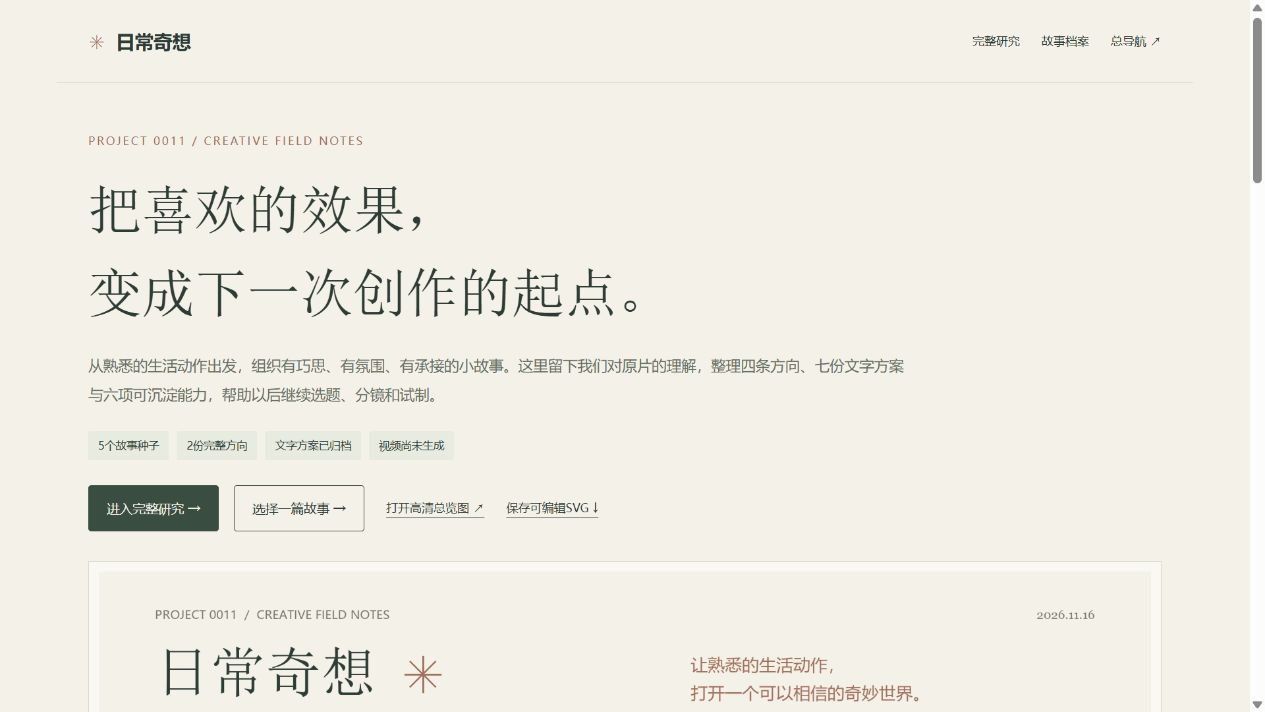 ✳ 日常奇想
完整研究 故事档案 总导航 ↗
PROJECT 0011 / CREATIVE FIELD NOTES
把喜欢的效果，
变成下一次创作的起点。
从熟悉的生活动作出发，组织有巧思、有氛围、有承接的小故事。这里留下我们对原片的理解，整理四条方向、七份文字方案
与六项可沉淀能力，帮助以后继续选题、分镜和试制。
5个故事种子 2份完整方向 文字方案已归档 视频尚未生成
进入完整研究 → 选择一篇故事 → 打开高清总览图 ↗ 保存可编辑SVG ↓
PROJECT 0011 / CREATIVE FIELD NOTES 2026.11.16
日常奇想 ✳
让熟悉的生活动作，
打开一个可以相信的奇妙世界。